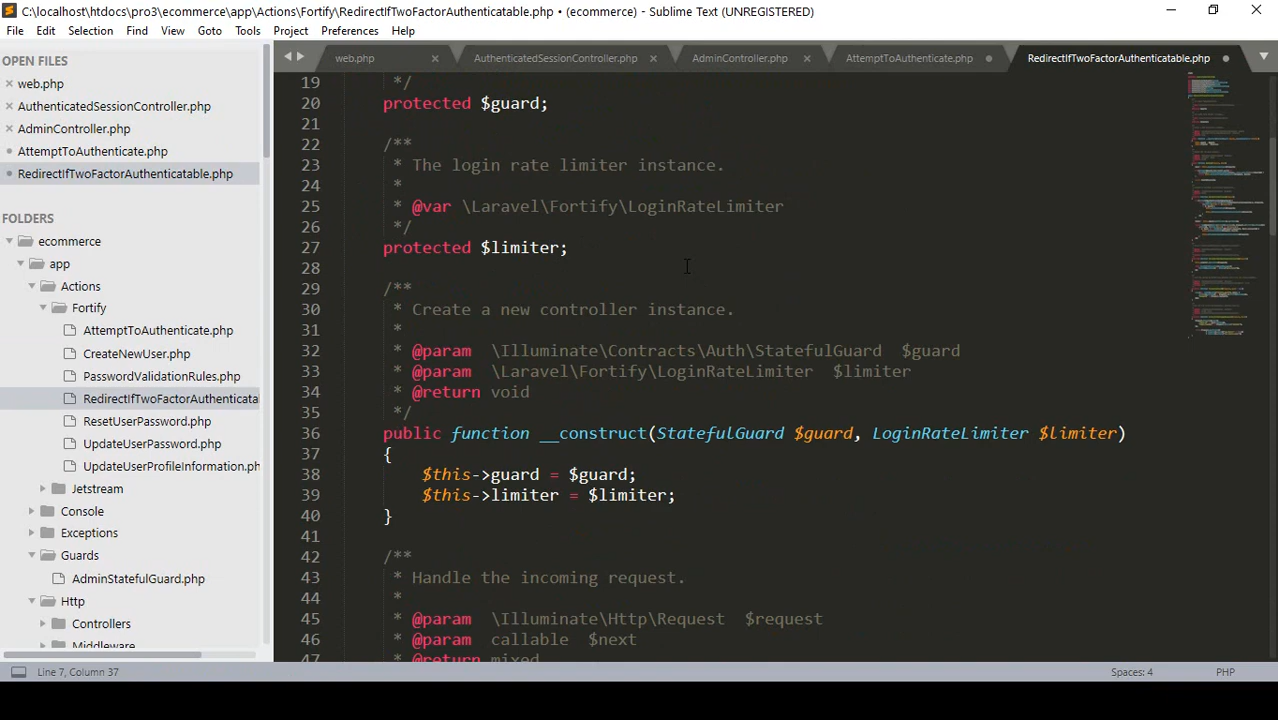 C:\localhost\htdocs\pro3\ecommerce\app\Actions\Fortify\RedirectIfTwoFactorAuthenticatable.php • (ecommerce) - Sublime Text (UNREGISTERED)
File Edit Selection Find View Goto Tools Project Preferences Help
OPEN FILES
web.php
AuthenticatedSessionController.php
AdminController.php
AttemptToAuthenticate.php
RedirectIfTwoFactorAuthenticatable.php
FOLDERS
ecommerce
app
Actions
Fortify
AttemptToAuthenticate.php
CreateNewUser.php
PasswordValidationRules.php
RedirectIfTwoFactorAuthentica
ResetUserPassword.php
UpdateUserPassword.php
UpdateUserProfileInformation.ph
Jetstream
Console
Exceptions
Guards
AdminStatefulGuard.php
Http
Controllers
Middleware
web.php AuthenticatedSessionController.php AdminController.php AttemptToAuthenticate.php RedirectIfTwoFactorAuthenticatable.php
19 */
20 protected $guard;
21
22 /**
23 * The login rate limiter instance.
24 *
25 * @var \Laravel\Fortify\LoginRateLimiter
26 */
27 protected $limiter;
28
29 /**
30 * Create a new controller instance.
31 *
32 * @param \Illuminate\Contracts\Auth\StatefulGuard $guard
33 * @param \Laravel\Fortify\LoginRateLimiter $limiter
34 * @return void
35 */
36 public function __construct(StatefulGuard $guard, LoginRateLimiter $limiter)
37 {
38 $this->guard = $guard;
39 $this->limiter = $limiter;
40 }
41
42 /**
43 * Handle the incoming request.
44 *
45 * @param \Illuminate\Http\Request $request
46 * @param callable $next
47 * @return mixed
Line 7, Column 37
Spaces: 4
PHP